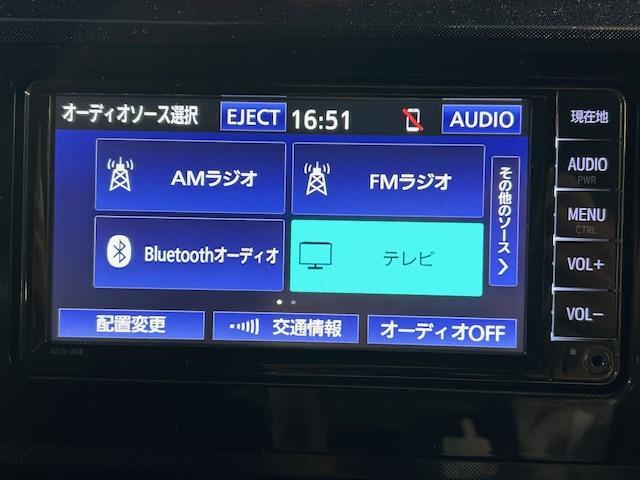 オーディオソース選択 EJECT 16:51 AUDIO
AMラジオ FMラジオ
Bluetoothオーディオ テレビ
その他のソース
配置変更 交通情報 オーディオOFF
現在地
AUDIO
PWR
MENU
CTRL
VOL+
VOL−
NSCN-W68